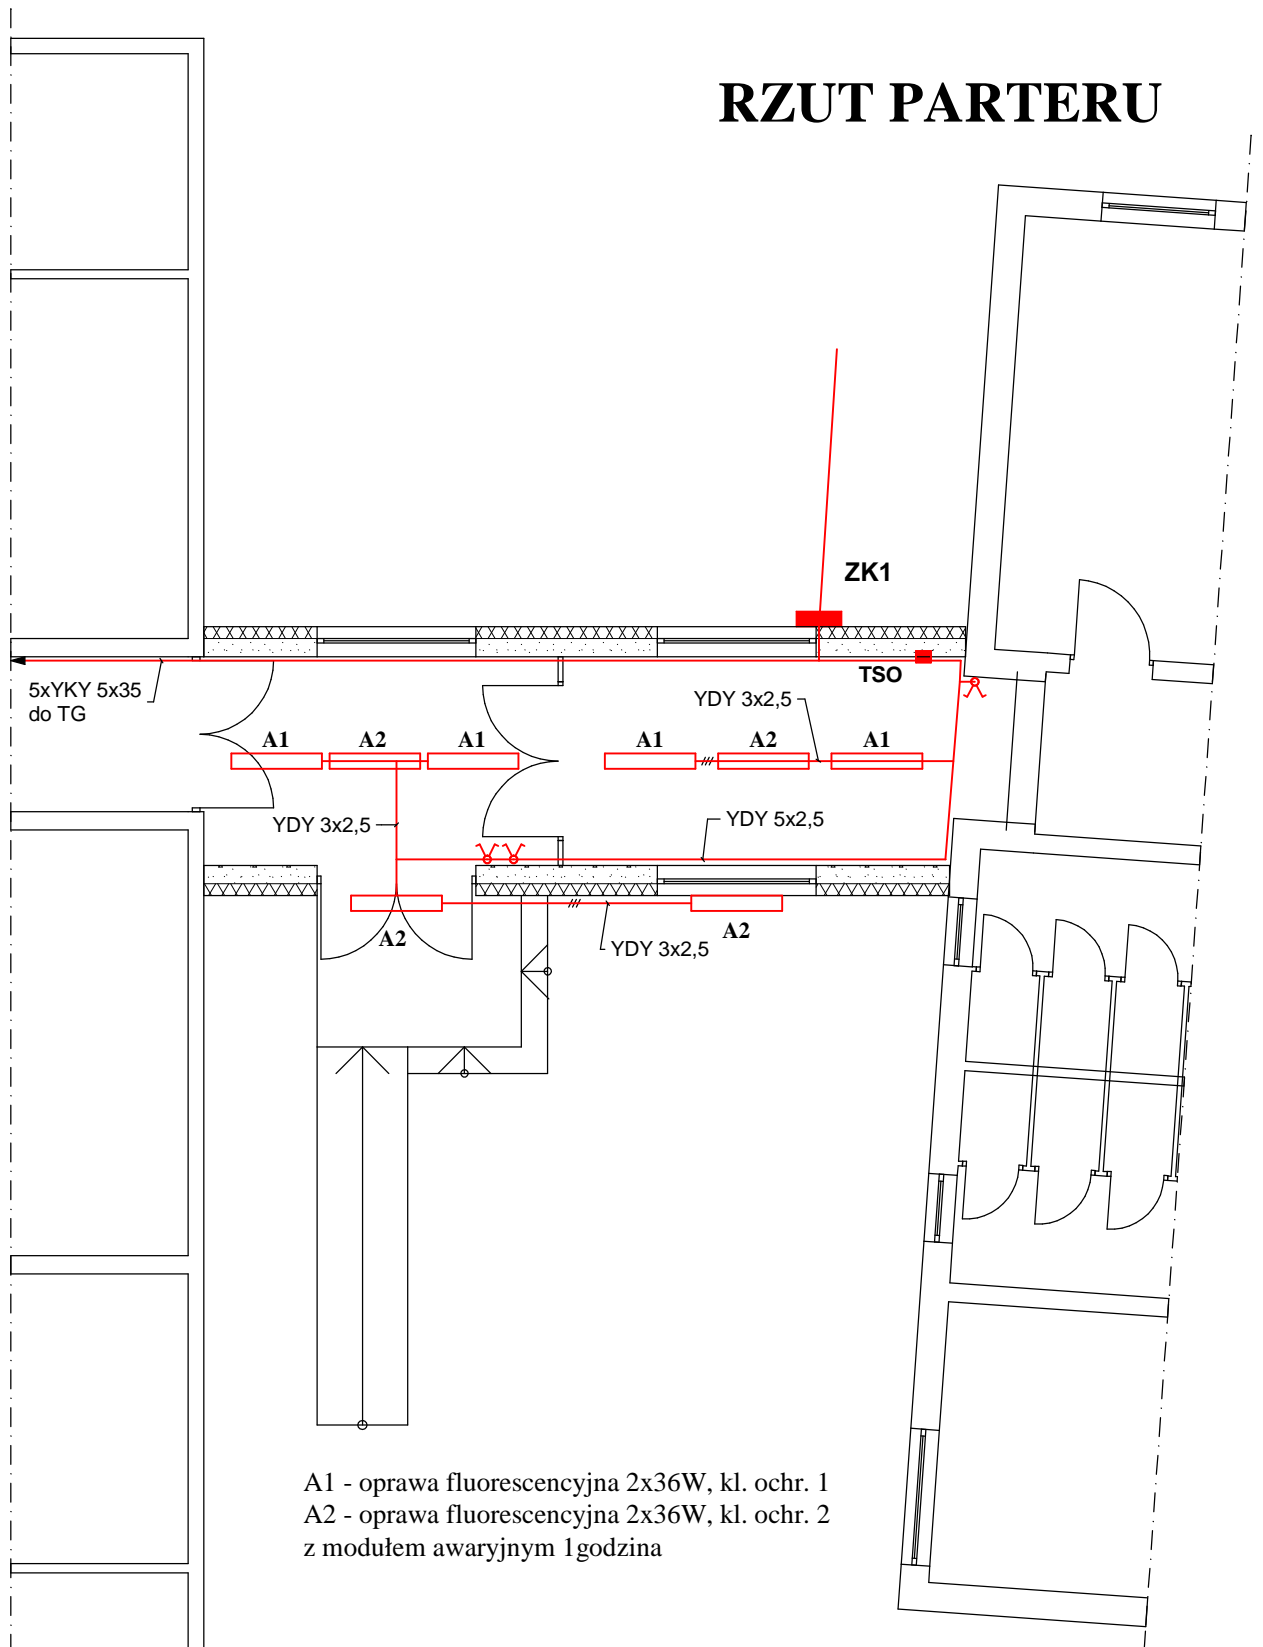 RZUT PARTERU
ZK1
TSO
5xYKY 5x35
do TG
YDY 3x2,5
A1
A2
A1
A1
A2
A1
YDY 3x2,5
YDY 5x2,5
A2
A2
YDY 3x2,5
A1 - oprawa fluorescencyjna 2x36W, kl. ochr. 1
A2 - oprawa fluorescencyjna 2x36W, kl. ochr. 2
z modułem awaryjnym 1godzina